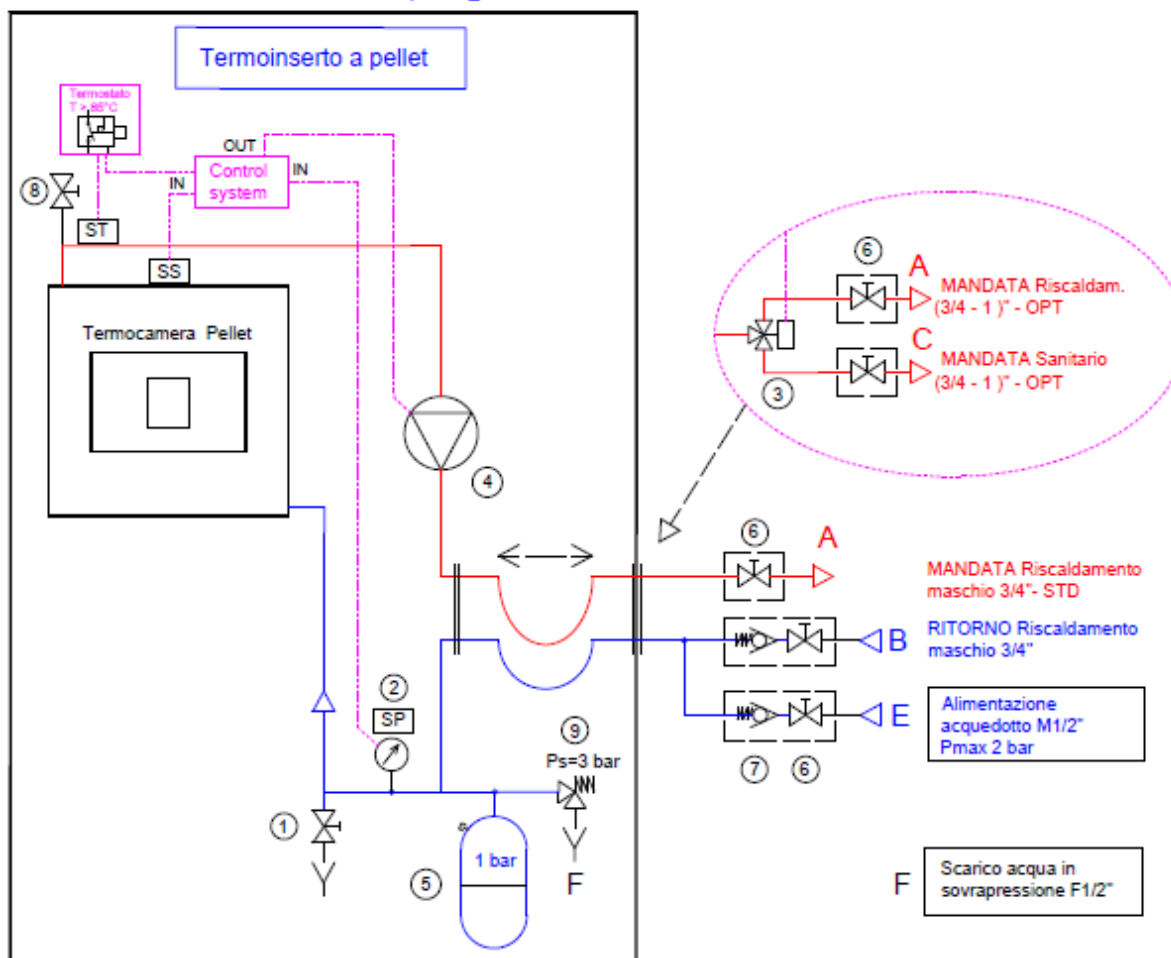 Termoinserto a pellet
Termostato
T > 85°C
OUT
IN
Control
system
IN
8
ST
SS
Termocamera Pellet
4
6
A
MANDATA Riscaldam.
(3/4 - 1 )" - OPT
C
MANDATA Sanitario
(3/4 - 1 )" - OPT
3
6
A
MANDATA Riscaldamento
maschio 3/4"- STD
B
RITORNO Riscaldamento
maschio 3/4"
E
Alimentazione
acquedotto M1/2"
Pmax 2 bar
7
6
2
SP
9
Ps=3 bar
1
1 bar
5
F
F
Scarico acqua in
sovrapressione F1/2"